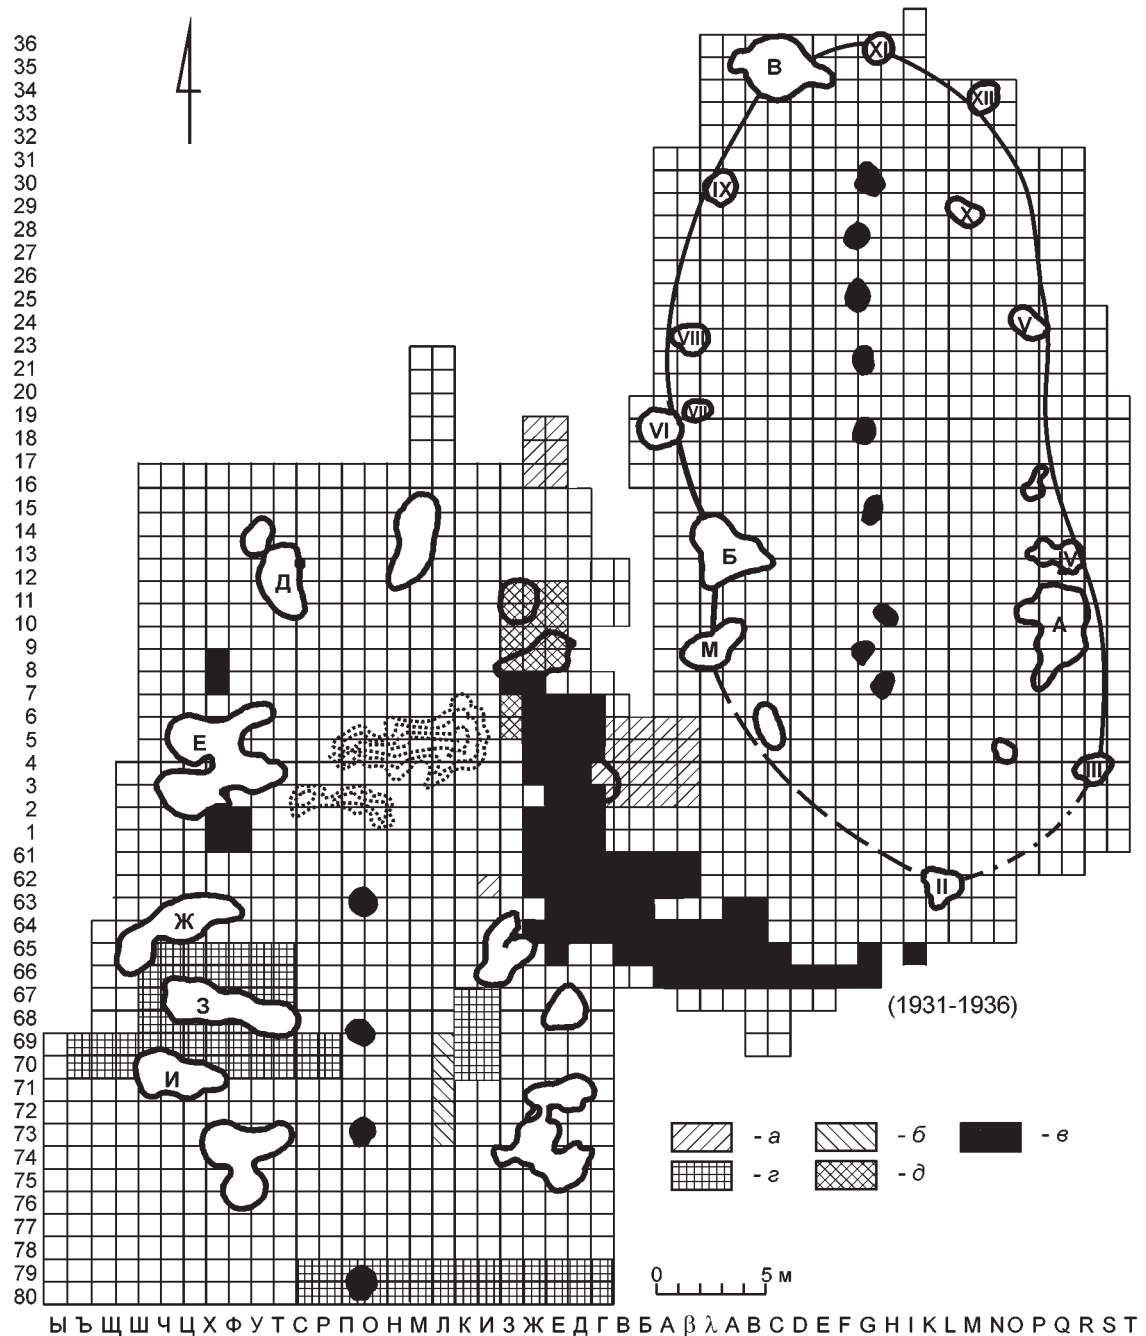 36
35
34
33
32
31
30
29
28
27
26
25
24
23
21
20
19
18
17
16
15
14
13
12
11
10
9
8
7
6
5
4
3
2
1
61
62
63
64
65
66
67
68
69
70
71
72
73
74
75
76
77
78
79
80
В
XI
XII
IX
X
VIII
V
VII
VI
Б
IV
А
М
III
II
Д
Е
Ж
З
И
(1931-1936)
- а
- б
- в
- г
- д
0 5 м
Ы Ъ Щ Ш Ч Ц Х Ф У Т С Р П О Н М Л К И З Ж Е Д Г В Б А β λ A B C D E F G H I K L M N O P Q R S T